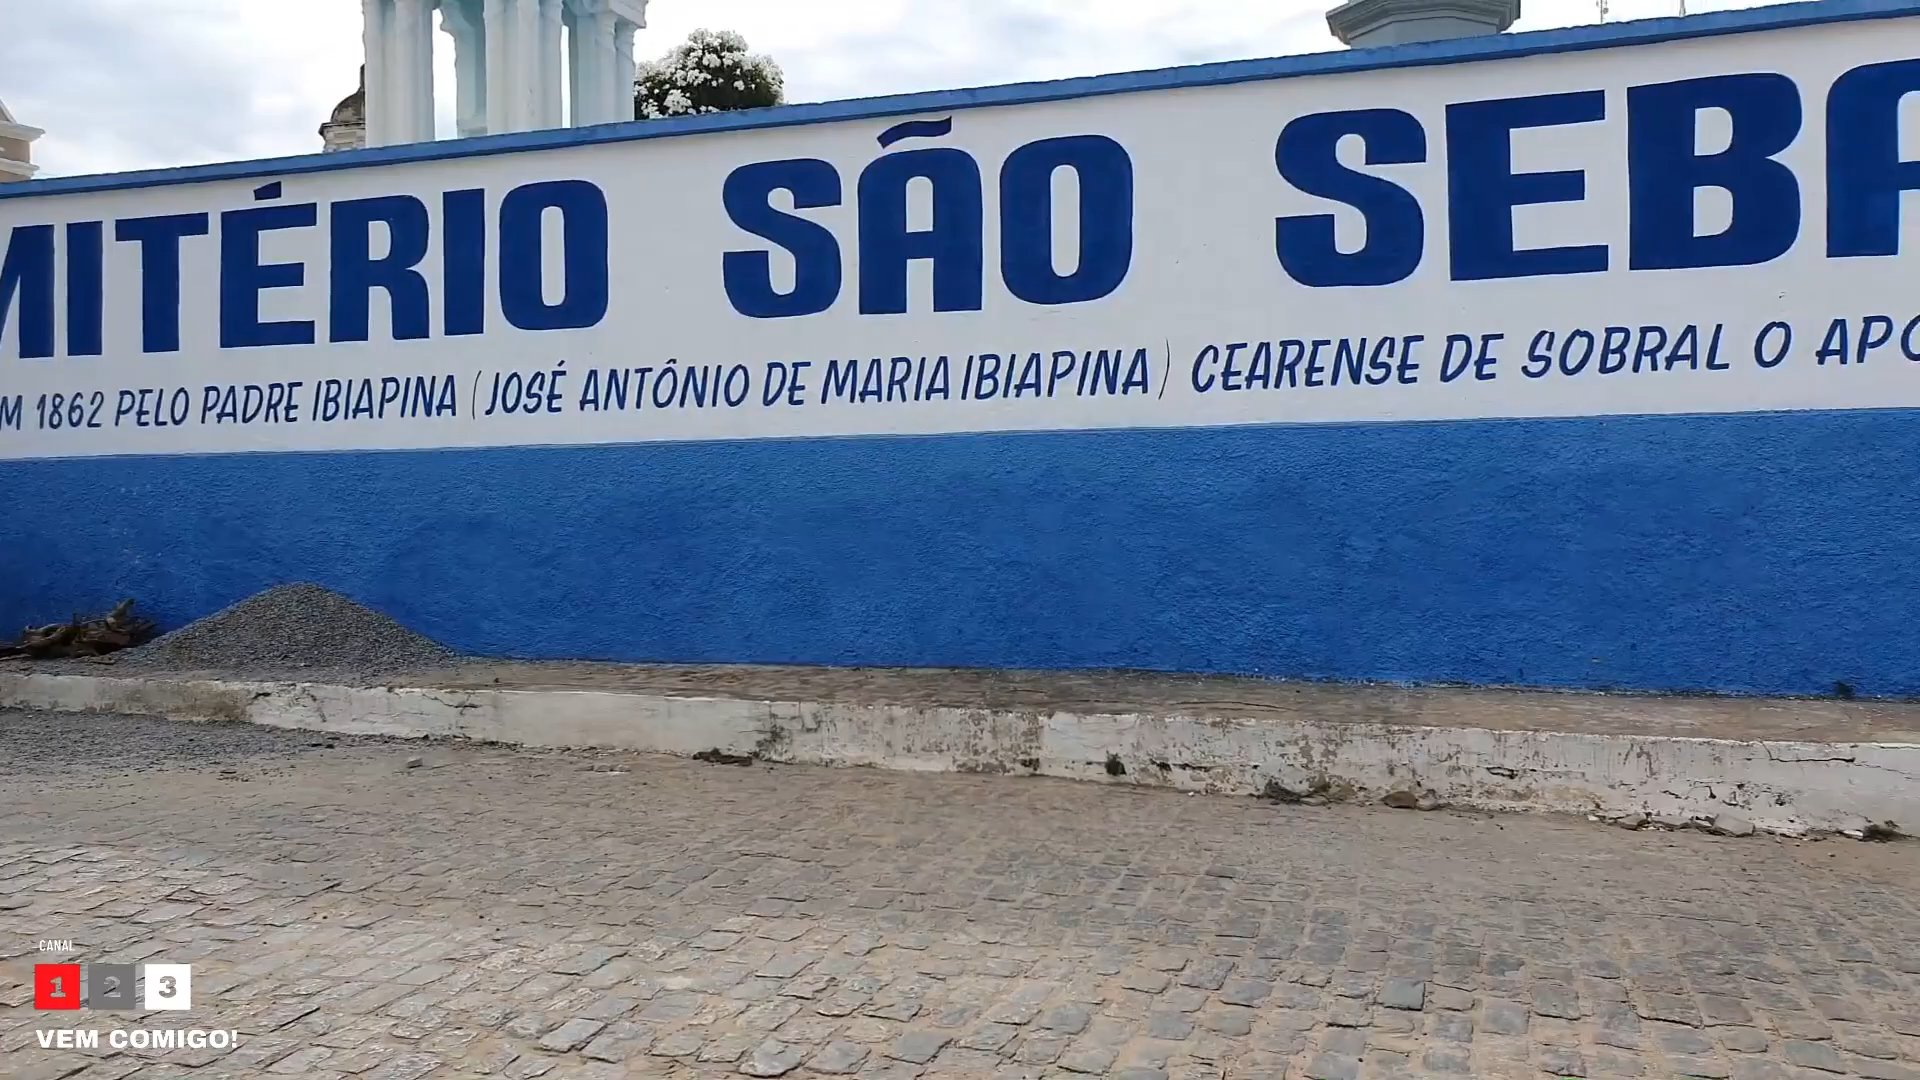 MITÉRIO SÃO SEBA
M 1862 PELO PADRE IBIAPINA (JOSÉ ANTÔNIO DE MARIA IBIAPINA) CEARENSE DE SOBRAL O APO
CANAL
1 2 3
VEM COMIGO!